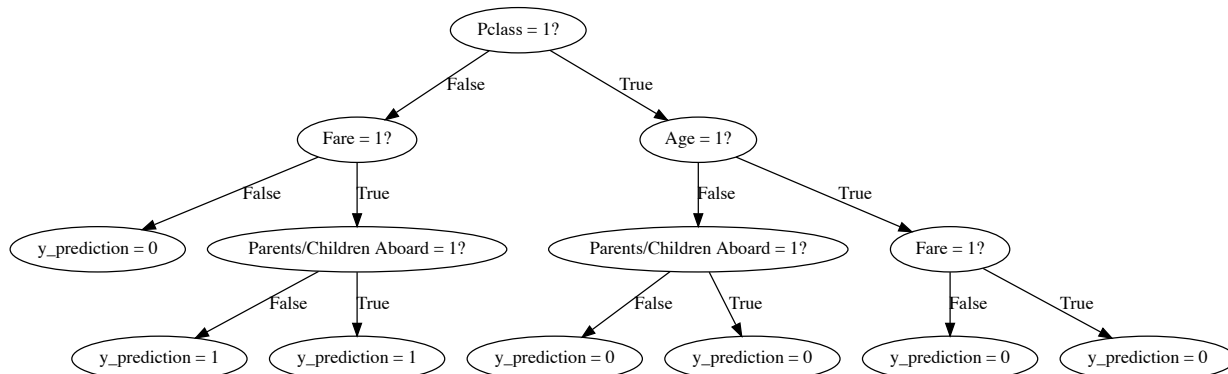 Pclass = 1?
False
True
Fare = 1?
Age = 1?
False
True
False
True
y_prediction = 0
Parents/Children Aboard = 1?
Parents/Children Aboard = 1?
Fare = 1?
False
True
False
True
False
True
y_prediction = 1
y_prediction = 1
y_prediction = 0
y_prediction = 0
y_prediction = 0
y_prediction = 0